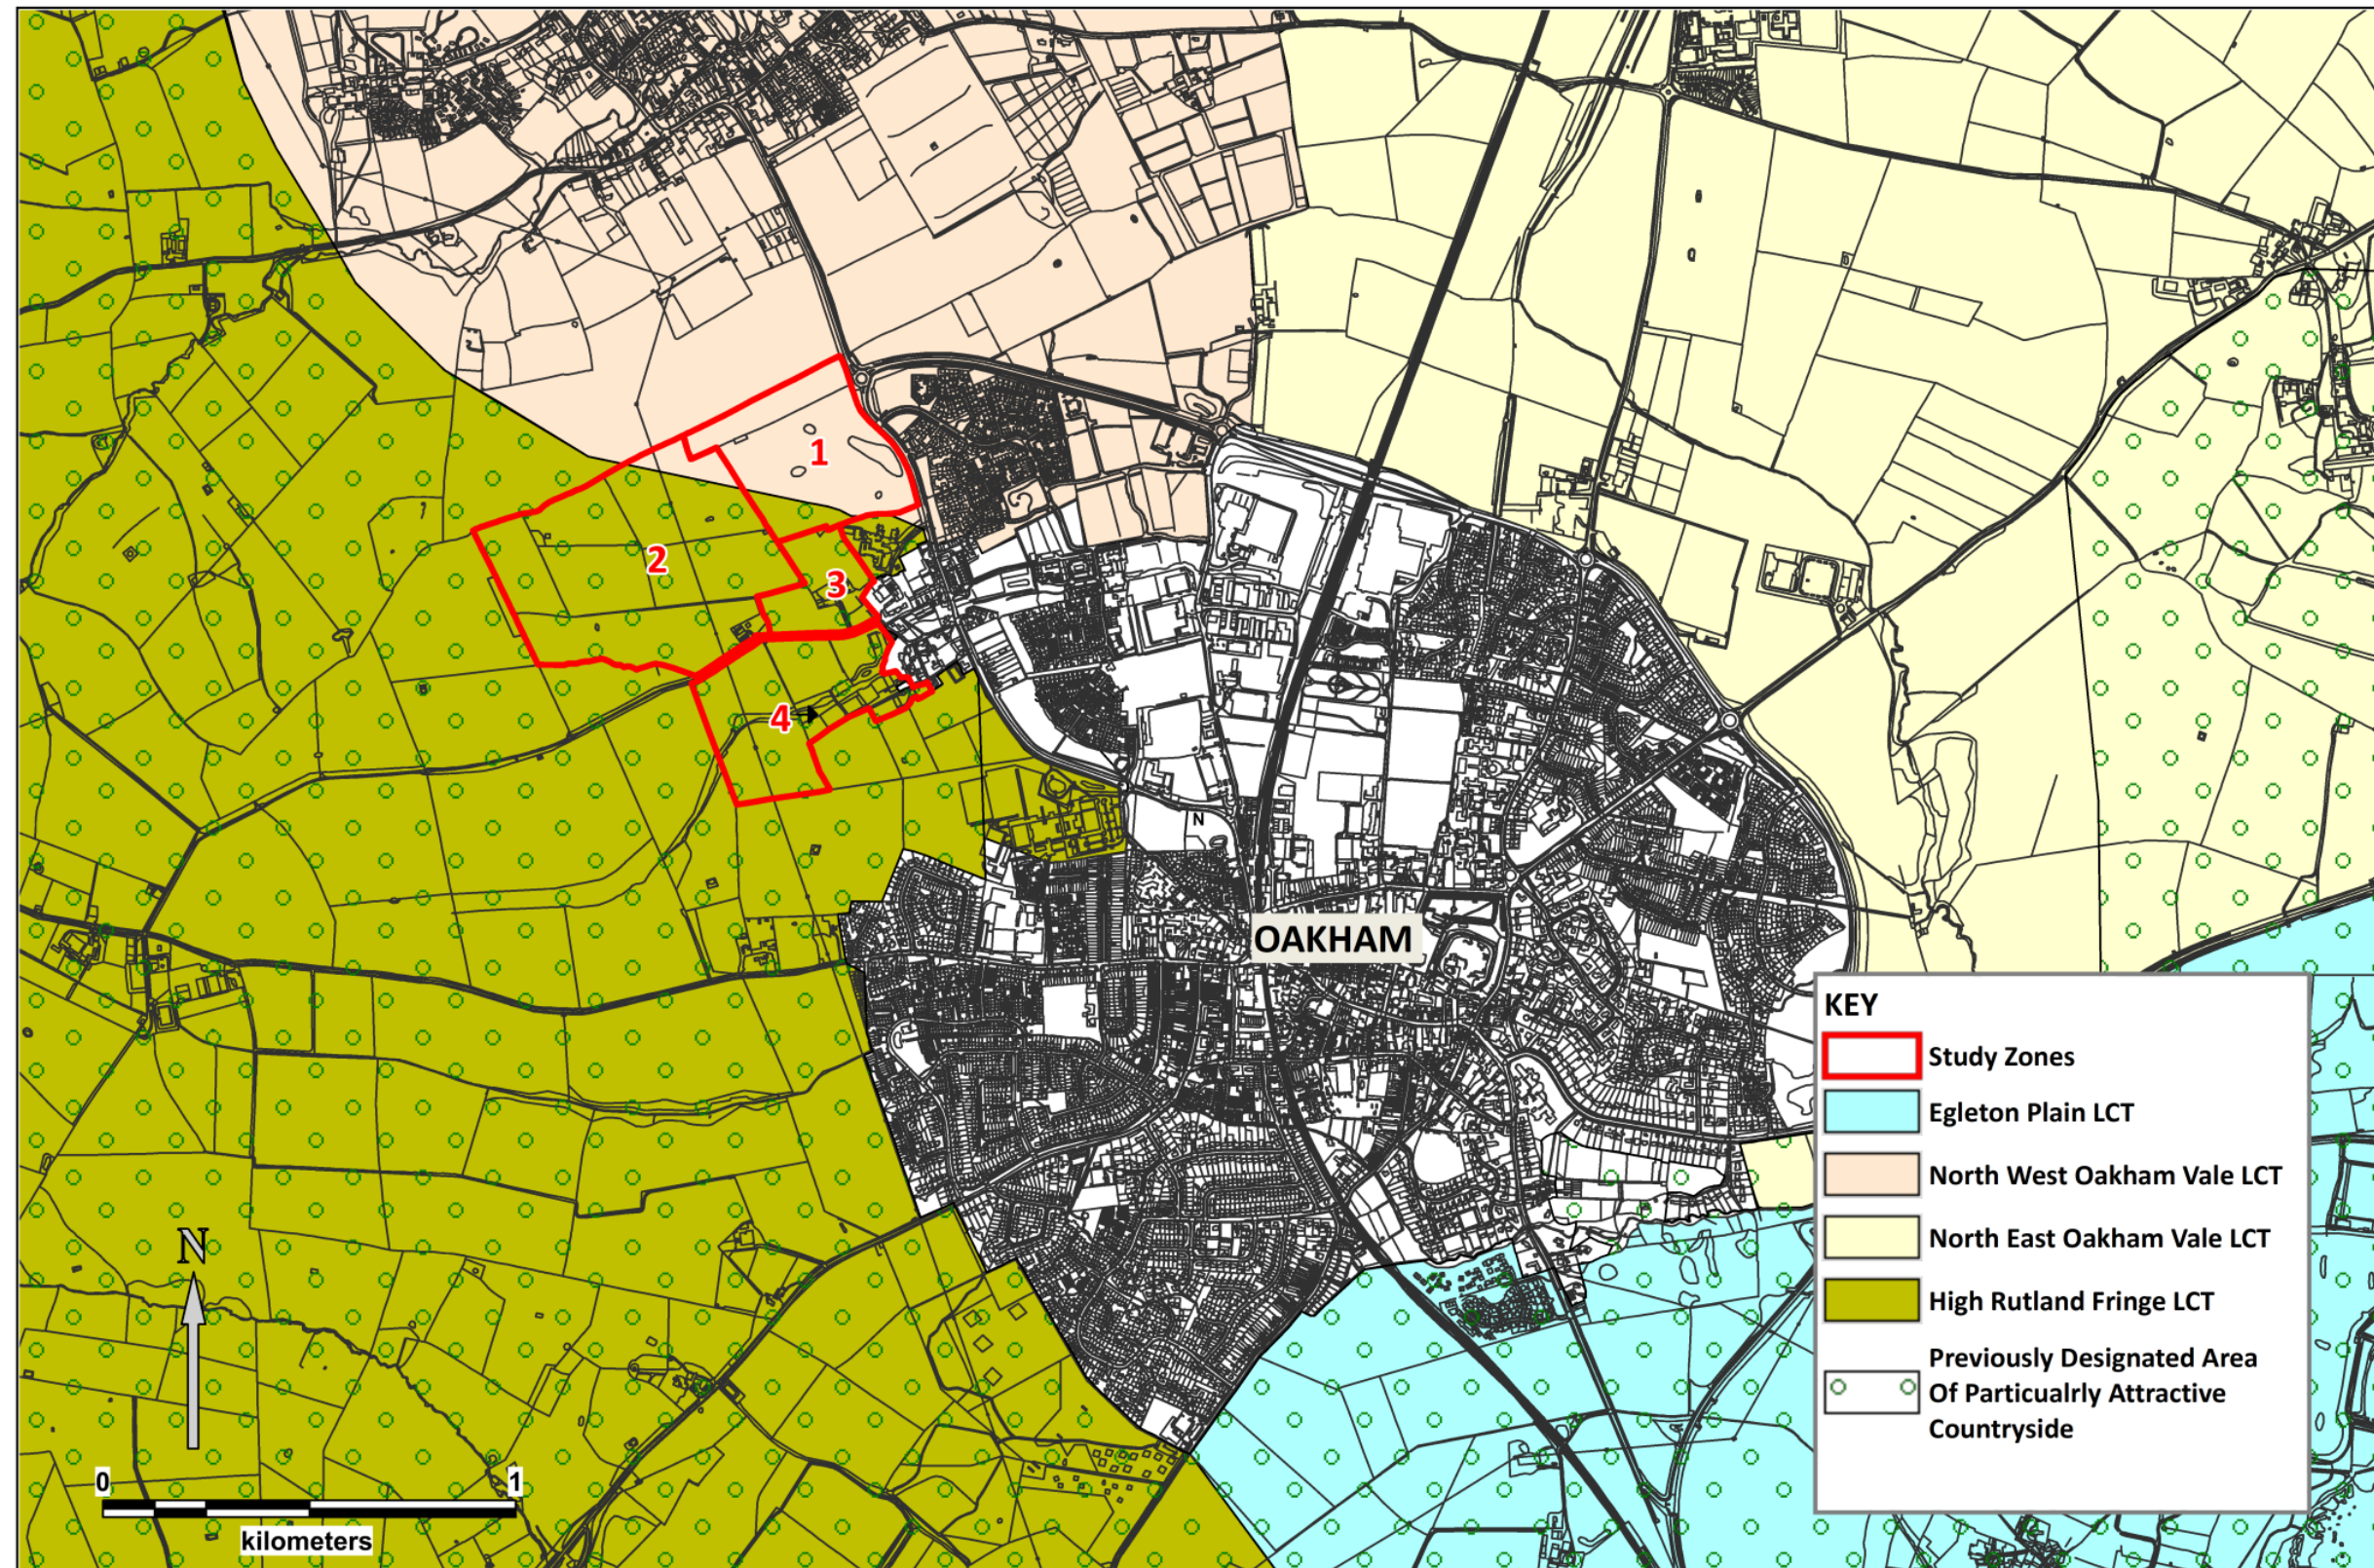 1
2
3
4
N
OAKHAM
KEY
Study Zones
Egleton Plain LCT
North West Oakham Vale LCT
North East Oakham Vale LCT
High Rutland Fringe LCT
Previously Designated Area
Of Particualrly Attractive
Countryside
N
0 1
kilometers